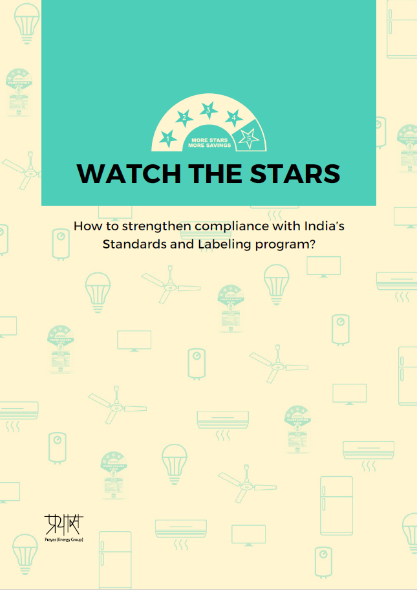 MORE STARS
MORE SAVINGS
WATCH THE STARS
How to strengthen compliance with India's
Standards and Labeling program?
प्रयास
Prayas (Energy Group)